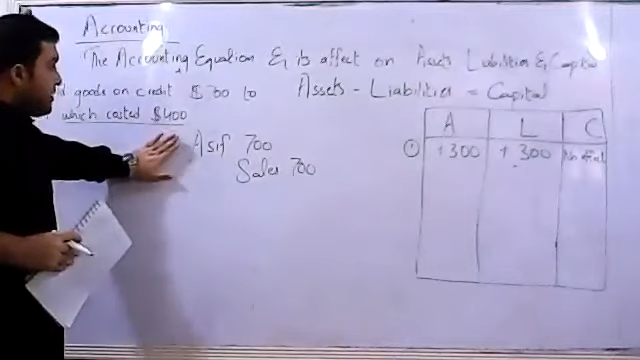 Accounting
The Accounting Equation & its affect on Assets Liabilities & Capital
goods on credit $700 to
which costed $400
Assets - Liabilities = Capital
Asif 700
Sales 700
A L C
① +300 +300 No effect